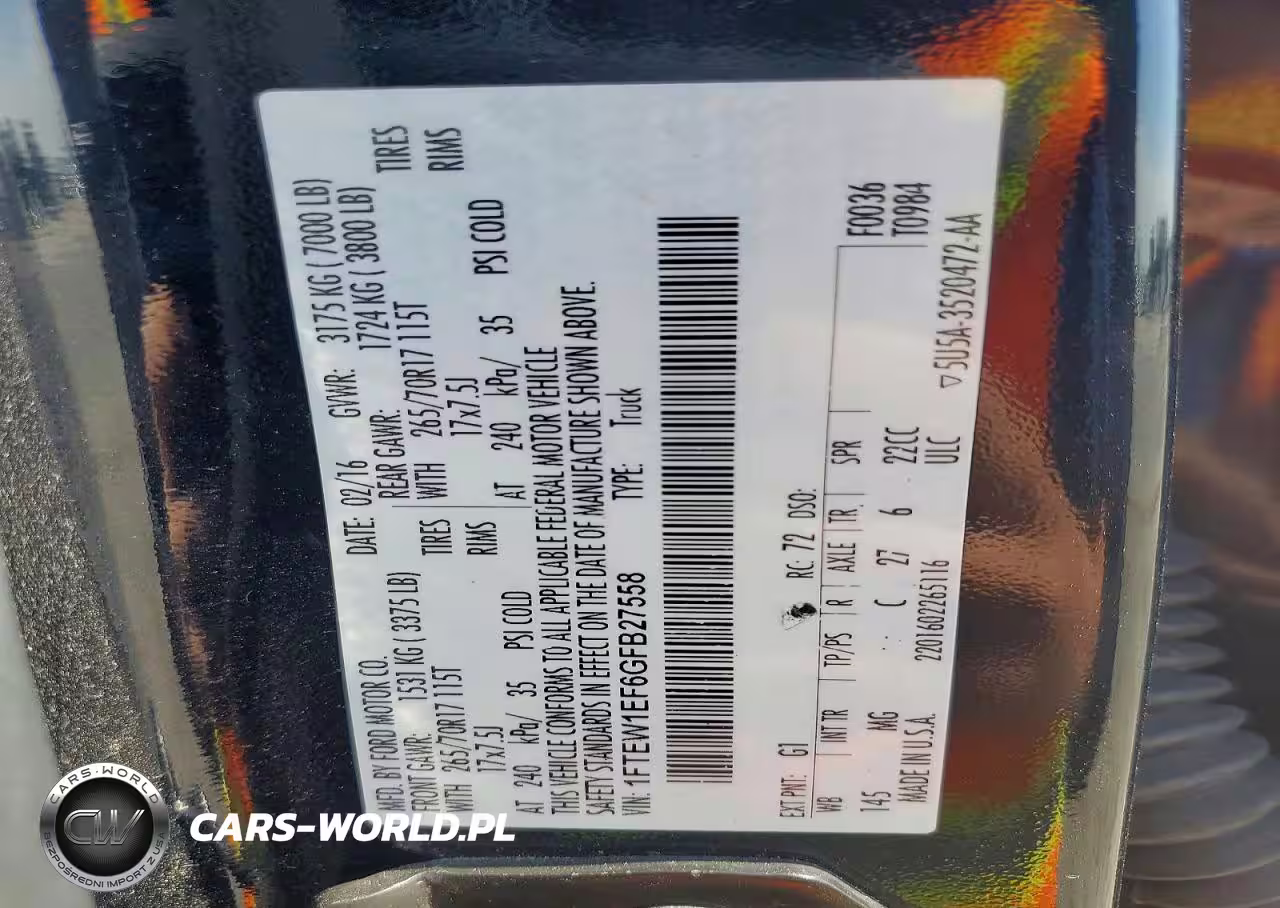 MFD. BY FORD MOTOR CO. DATE: 02/16 GVWR: 3175 KG ( 7000 LB)
FRONT GAWR: 1531 KG ( 3375 LB) REAR GAWR: 1724 KG ( 3800 LB)
WITH 265/70R17 115T TIRES WITH 265/70R17 115T TIRES
17x7.5J RIMS 17x7.5J RIMS
AT 240 kPa/ 35 PSI COLD AT 240 kPa/ 35 PSI COLD
THIS VEHICLE CONFORMS TO ALL APPLICABLE FEDERAL MOTOR VEHICLE
SAFETY STANDARDS IN EFFECT ON THE DATE OF MANUFACTURE SHOWN ABOVE.
VIN: 1FTEW1EF6GFB27558 TYPE: Truck
EXT PNT: G1 RC: 72 DSO:
WB INT TR TP/PS R AXLE TR SPR F0036
145 MG C 27 6 22CC T0984
MADE IN U.S.A. 2201602265116 ULC
▽5U5A-3520472-AA
CARS-WORLD
CW
BEZPOŚREDNI IMPORT Z USA
CARS-WORLD.PL